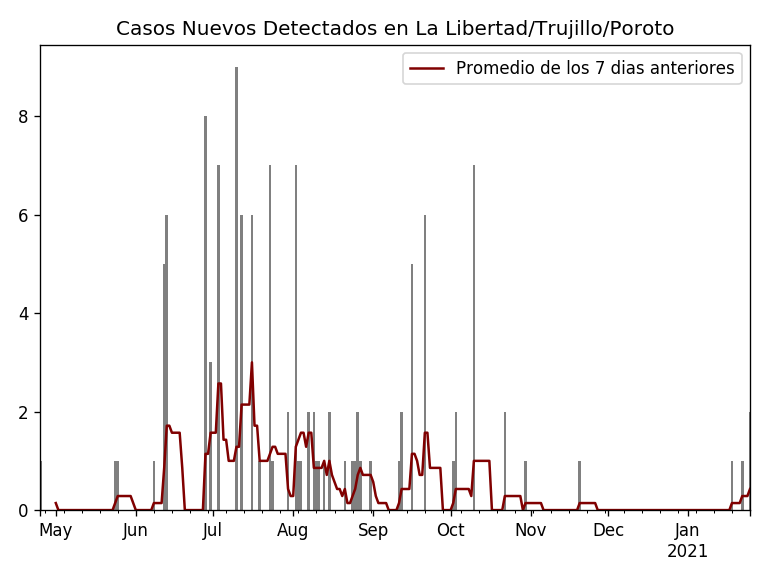 Casos Nuevos Detectados en La Libertad/Trujillo/Poroto
Promedio de los 7 dias anteriores
8
6
4
2
0
May Jun Jul Aug Sep Oct Nov Dec Jan
2021